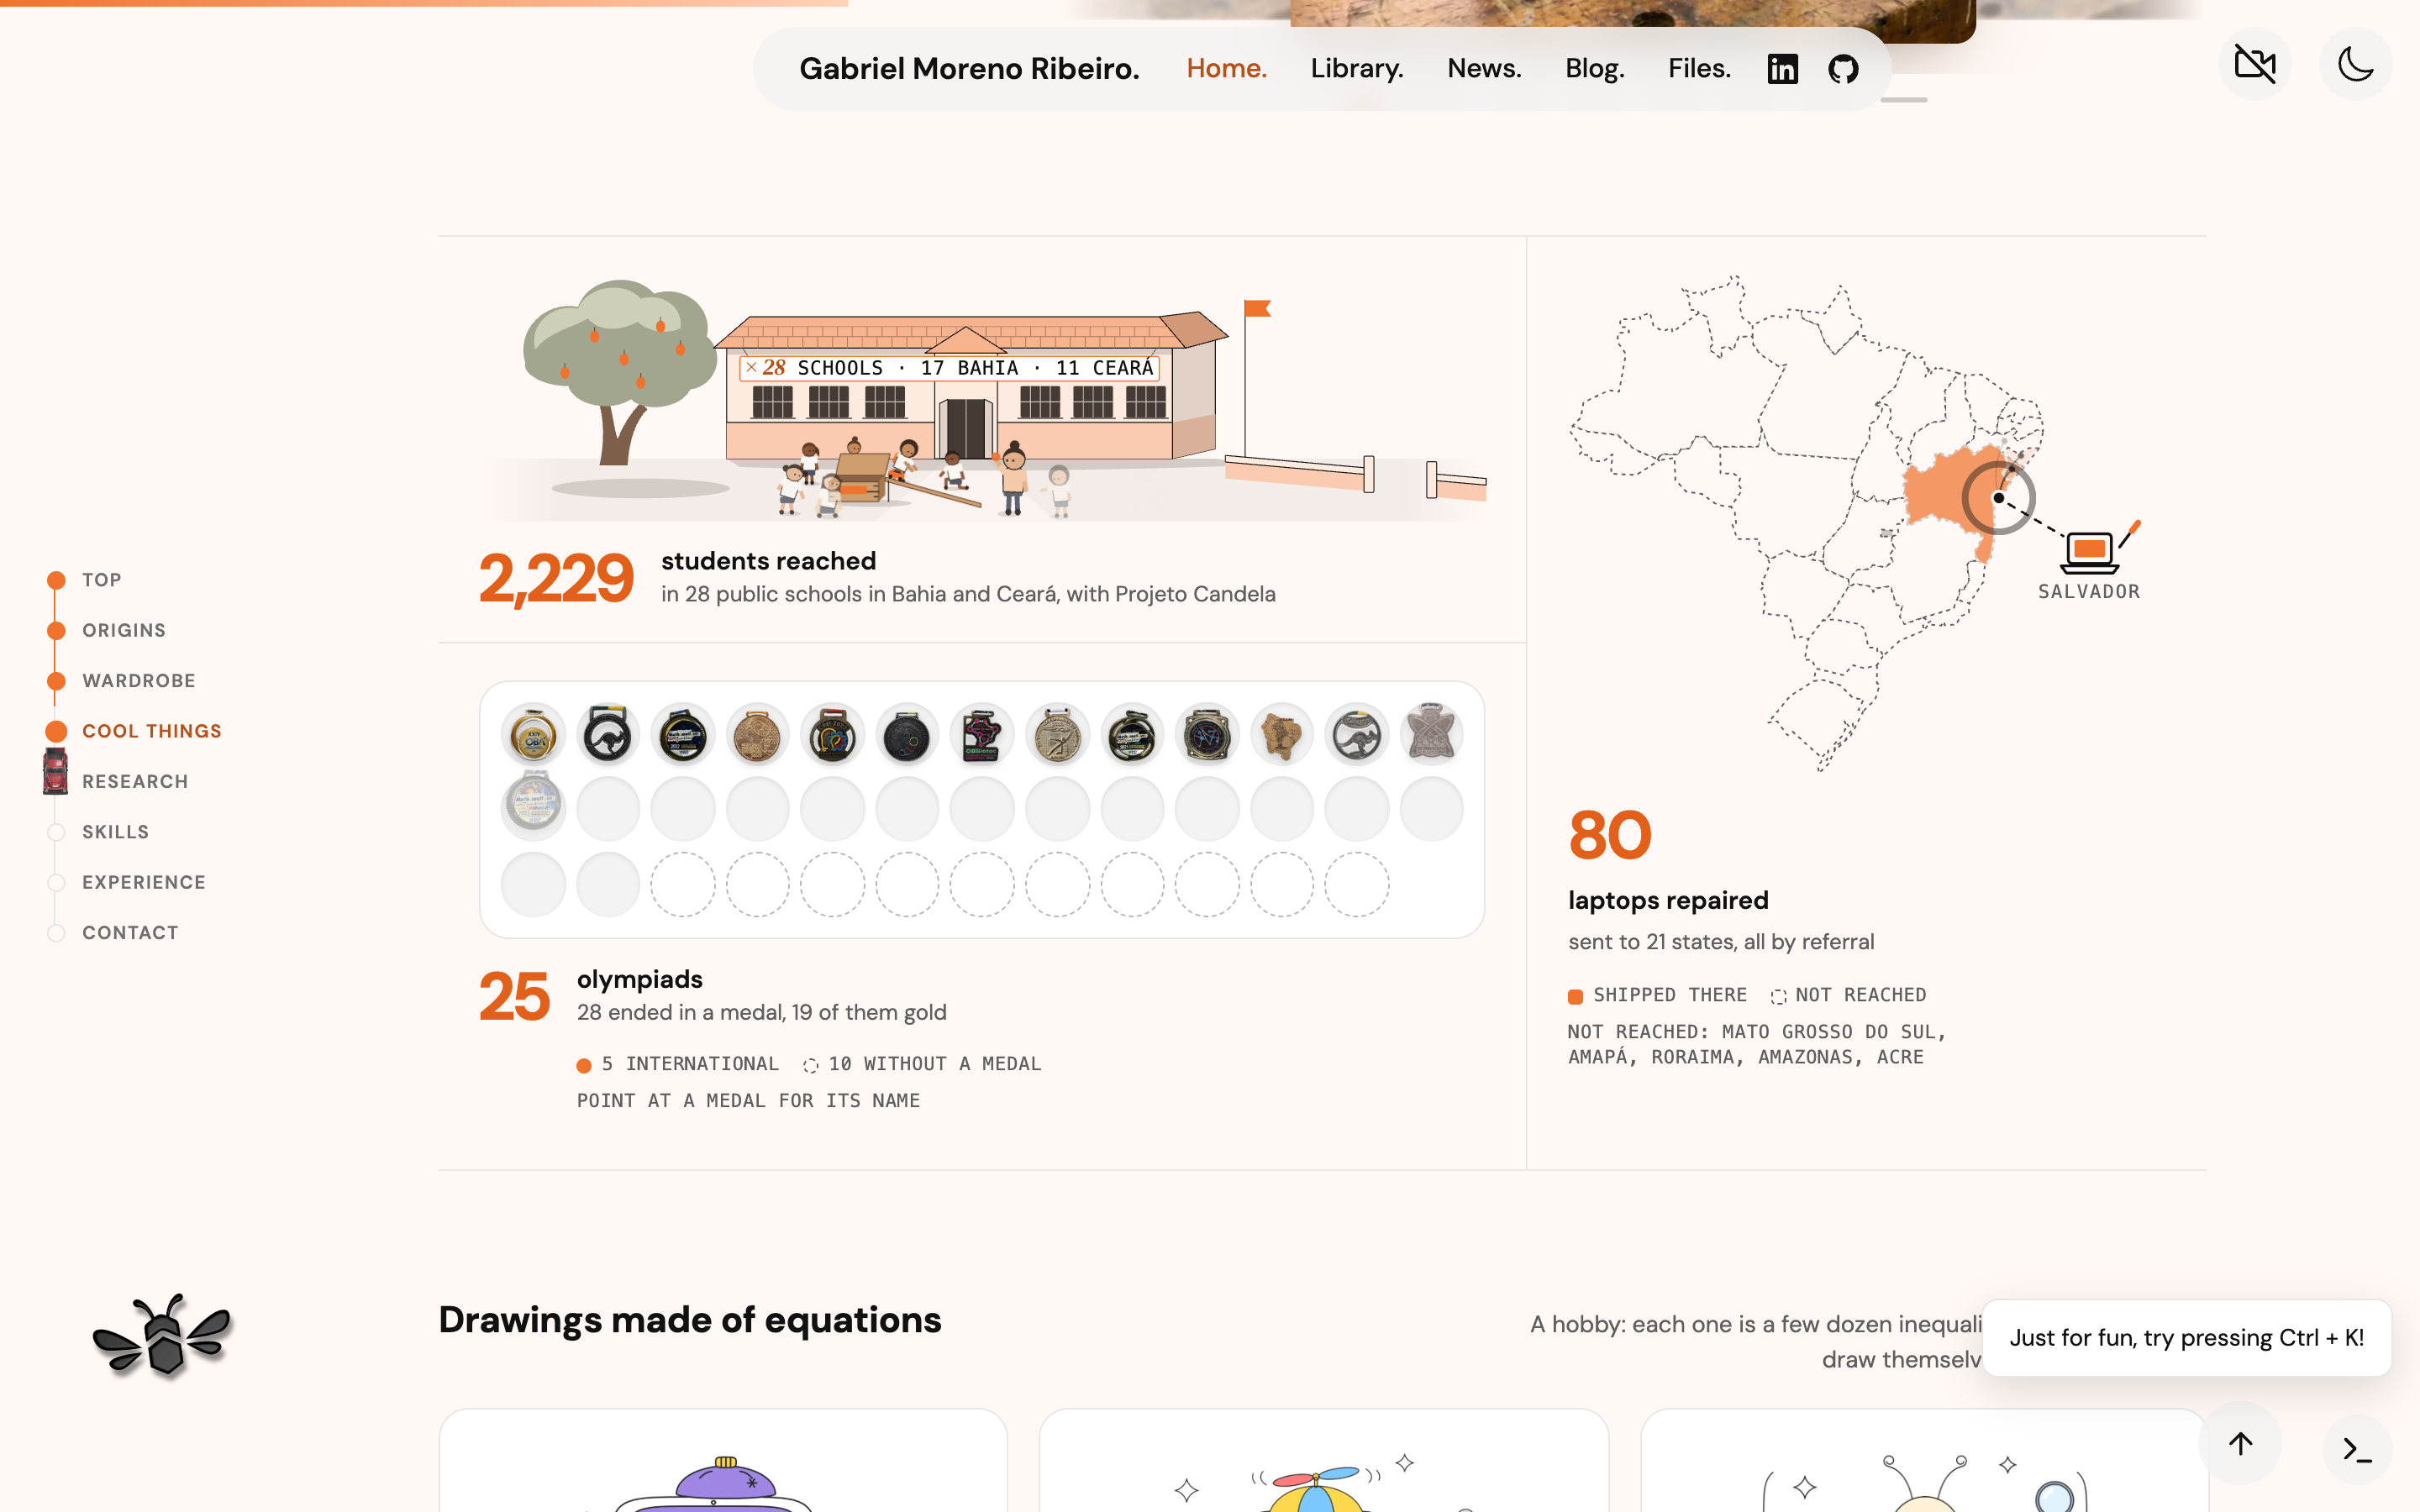 Gabriel Moreno Ribeiro. Home. Library. News. Blog. Files.
× 28 SCHOOLS · 17 BAHIA · 11 CEARÁ
2,229 students reached
in 28 public schools in Bahia and Ceará, with Projeto Candela
SALVADOR
TOP
ORIGINS
WARDROBE
COOL THINGS
RESEARCH
SKILLS
EXPERIENCE
CONTACT
25 olympiads
28 ended in a medal, 19 of them gold
5 INTERNATIONAL 10 WITHOUT A MEDAL
POINT AT A MEDAL FOR ITS NAME
80
laptops repaired
sent to 21 states, all by referral
SHIPPED THERE NOT REACHED
NOT REACHED: MATO GROSSO DO SUL,
AMAPÁ, RORAIMA, AMAZONAS, ACRE
Drawings made of equations
A hobby: each one is a few dozen inequali
draw themselv
Just for fun, try pressing Ctrl + K!